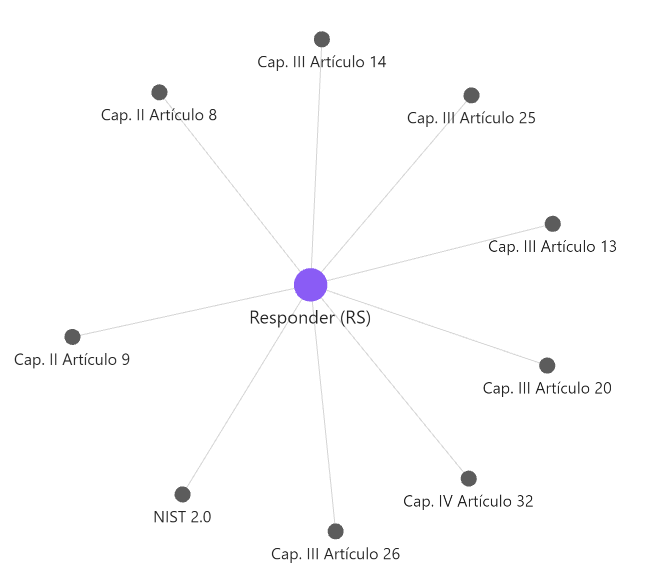 Cap. III Artículo 14
Cap. II Artículo 8
Cap. III Artículo 25
Cap. III Artículo 13
Responder (RS)
Cap. II Artículo 9
Cap. III Artículo 20
Cap. IV Artículo 32
NIST 2.0
Cap. III Artículo 26